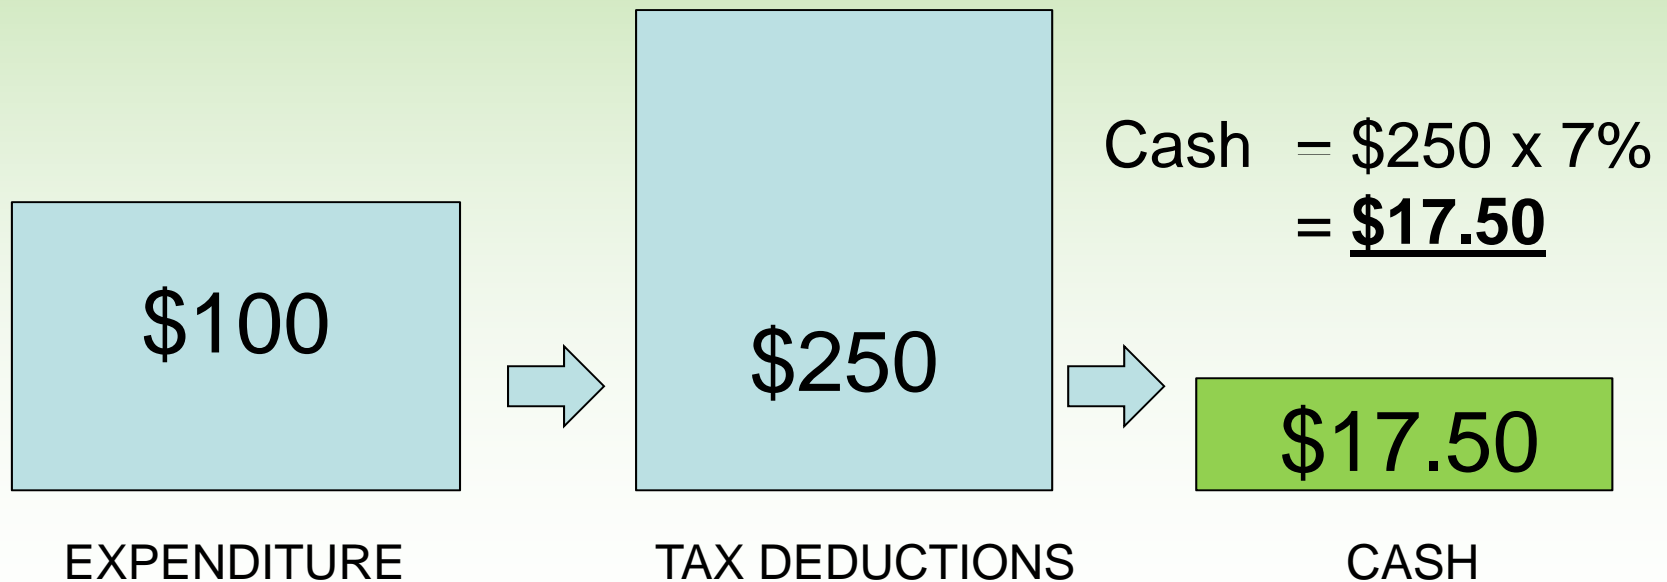 Cash = $250 x 7%
= $17.50
$100
$250
$17.50
EXPENDITURE
TAX DEDUCTIONS
CASH